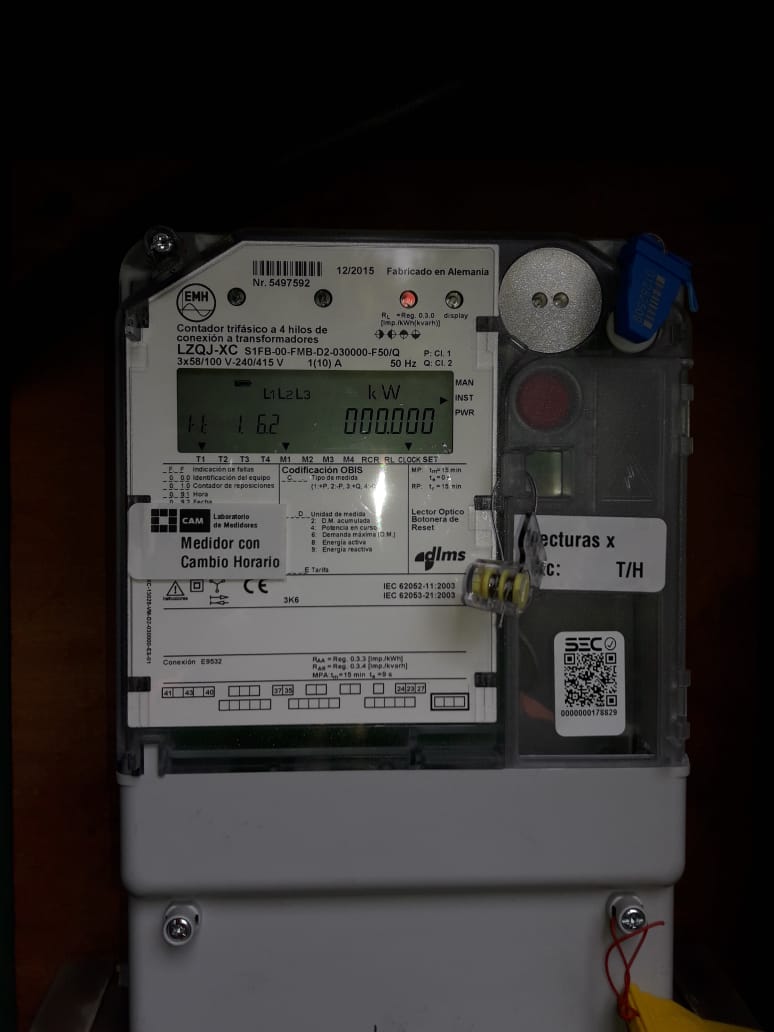 12/2015 Fabricado en Alemania
Nr. 5497592
EMH
RL =Reg. 0.3.0 display
[imp./kWh(kvarh)]
Contador trifásico a 4 hilos de
conexión a transformadores
LZQJ-XC S1FB-00-FMB-D2-030000-F50/Q P: Cl. 1
3x58/100 V-240/415 V 1(10) A 50 Hz Q: Cl. 2
L1 L2 L3 kW
1.6.2 000.000
MAN
INST
PWR
T1 T2 T3 T4 M1 M2 M3 M4 RCR RL CLOCK SET
F. F Indicación de fallas
0. 0.0 Identificación del equipo
0. 1.0 Contador de reposiciones
0. 9.1 Hora
0. 9.2 Fecha
Codificación OBIS
C Tipo de medida
MP: tm=15 min
RP: 15 min
D Unidad de medida
2: D.M. acumulada
4: Potencia en curso
6: Demanda máxima (D.M.)
8: Energía activa
9: Energía reactiva
E Tarifa
Lector Optico
Botonera de
Reset
dlms
CAM Laboratorio
de Medidores
Medidor con
Cambio Horario
ecturas x
c: T/H
CE
3K6
IEC 62052-11:2003
IEC 62053-21:2003
Conexión E9532
RAA = Reg. 0.3.3 [imp./kWh]
RAR = Reg. 0.3.4 [imp./kvarh]
41 43 40 37 35 24 23 27
SEC
0000000178829